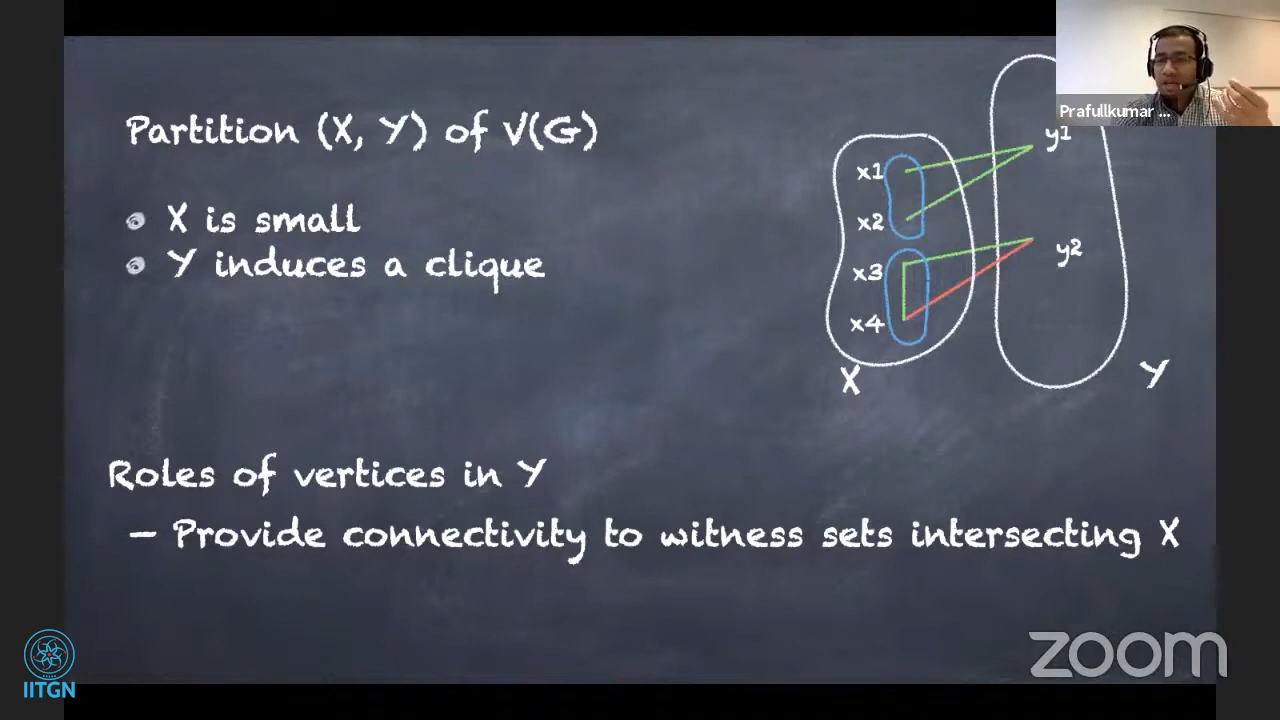 Prafullkumar ...
Partition (X, Y) of V(G)
X is small
Y induces a clique
x1
x2
x3
x4
X
y1
y2
Y
Roles of vertices in Y
– Provide connectivity to witness sets intersecting X
IITGN
zoom